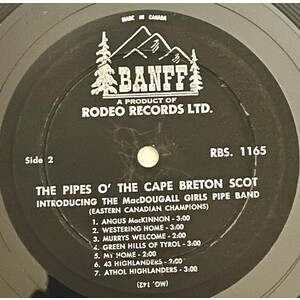 MADE IN CANADA
BANFF
A PRODUCT OF
RODEO RECORDS LTD.
Side 2
RBS. 1165
THE PIPES O' THE CAPE BRETON SCOT
INTRODUCING THE MacDOUGALL GIRLS PIPE BAND
(EASTERN CANADIAN CHAMPIONS)
1. ANGUS MacKINNON - 3:00
2. WESTERING HOME - 3:00
3. MURRYS WELCOME - 2:00
4. GREEN HILLS OF TYROL - 3:00
5. MY HOME - 2:00
6. 43 HIGHLANDERS - 2:00
7. ATHOL HIGHLANDERS - 3:00
(MG. 142)